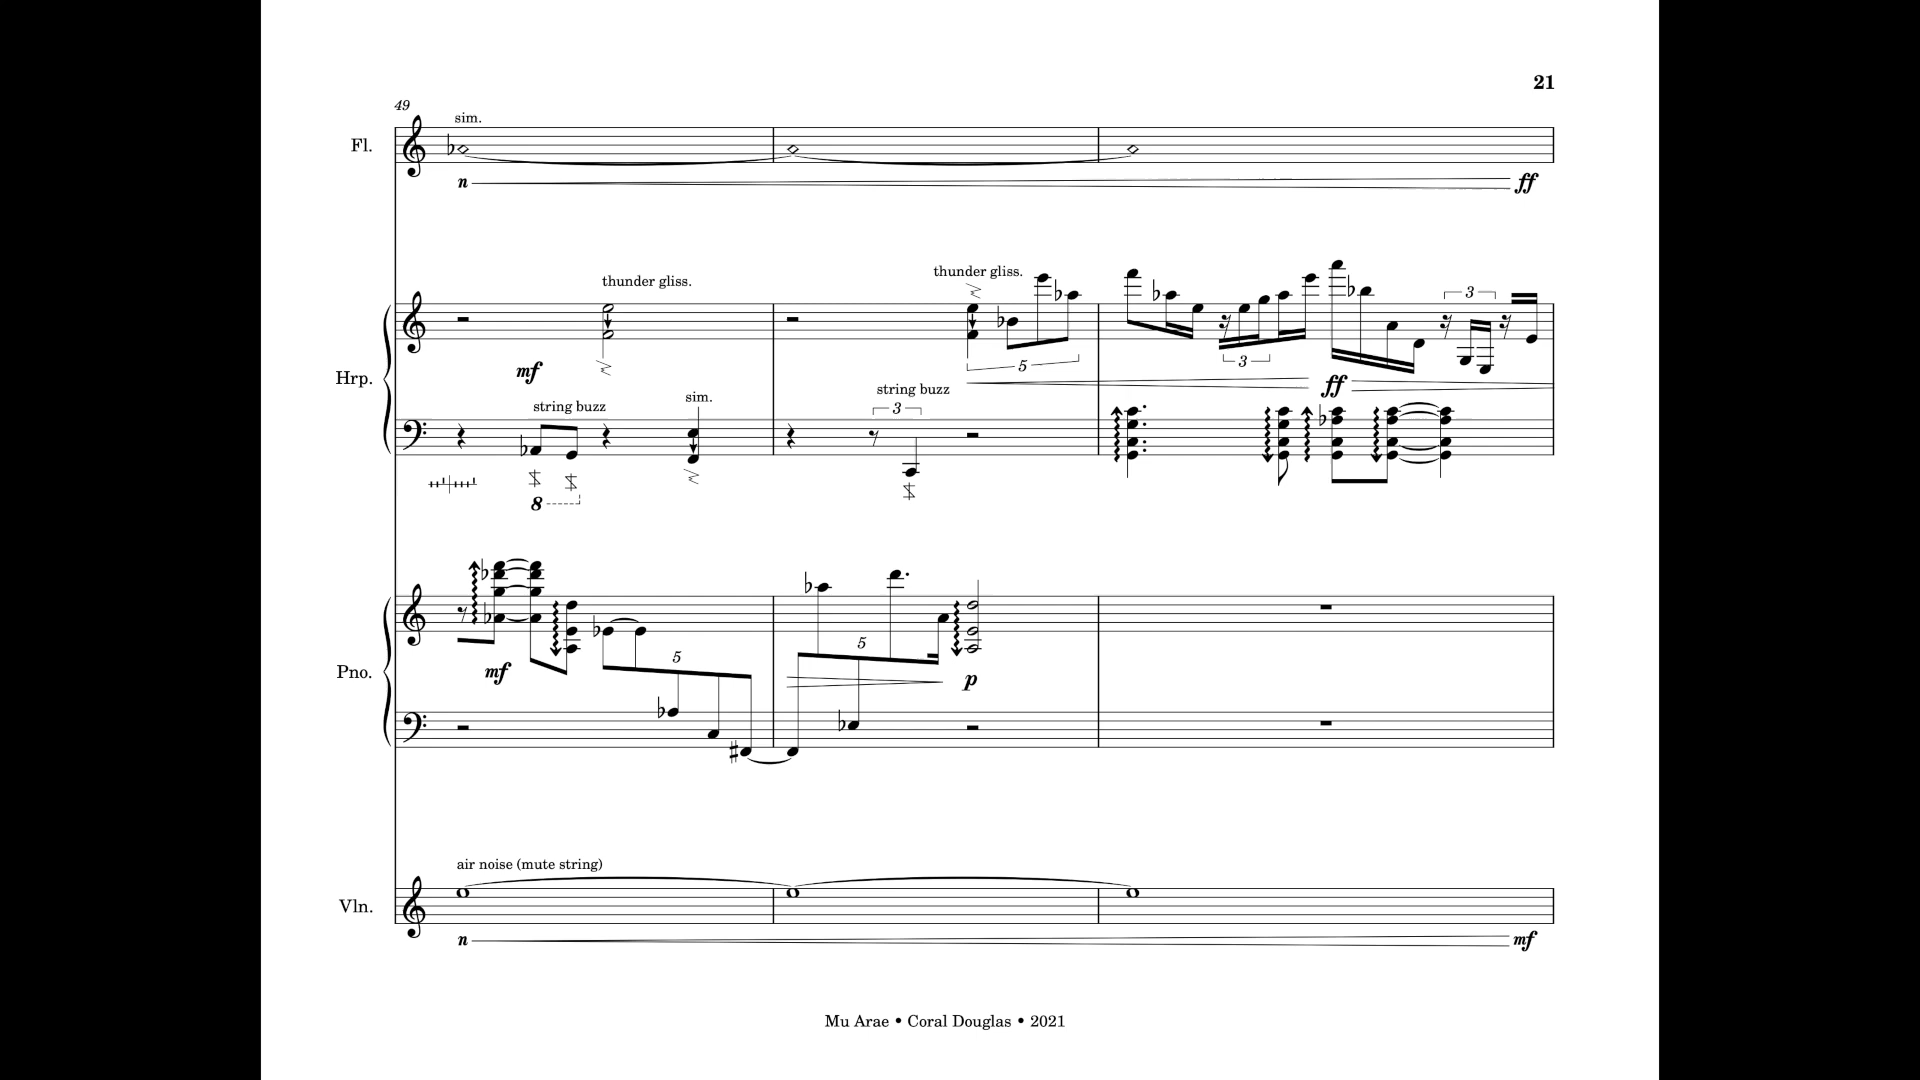 21
49
sim.
Fl.
n
ff
thunder gliss.
thunder gliss.
mf
5
3
3
ff
Hrp.
string buzz
sim.
string buzz
3
8
5
5
mf
p
Pno.
air noise (mute string)
Vln.
n
mf
Mu Arae • Coral Douglas • 2021